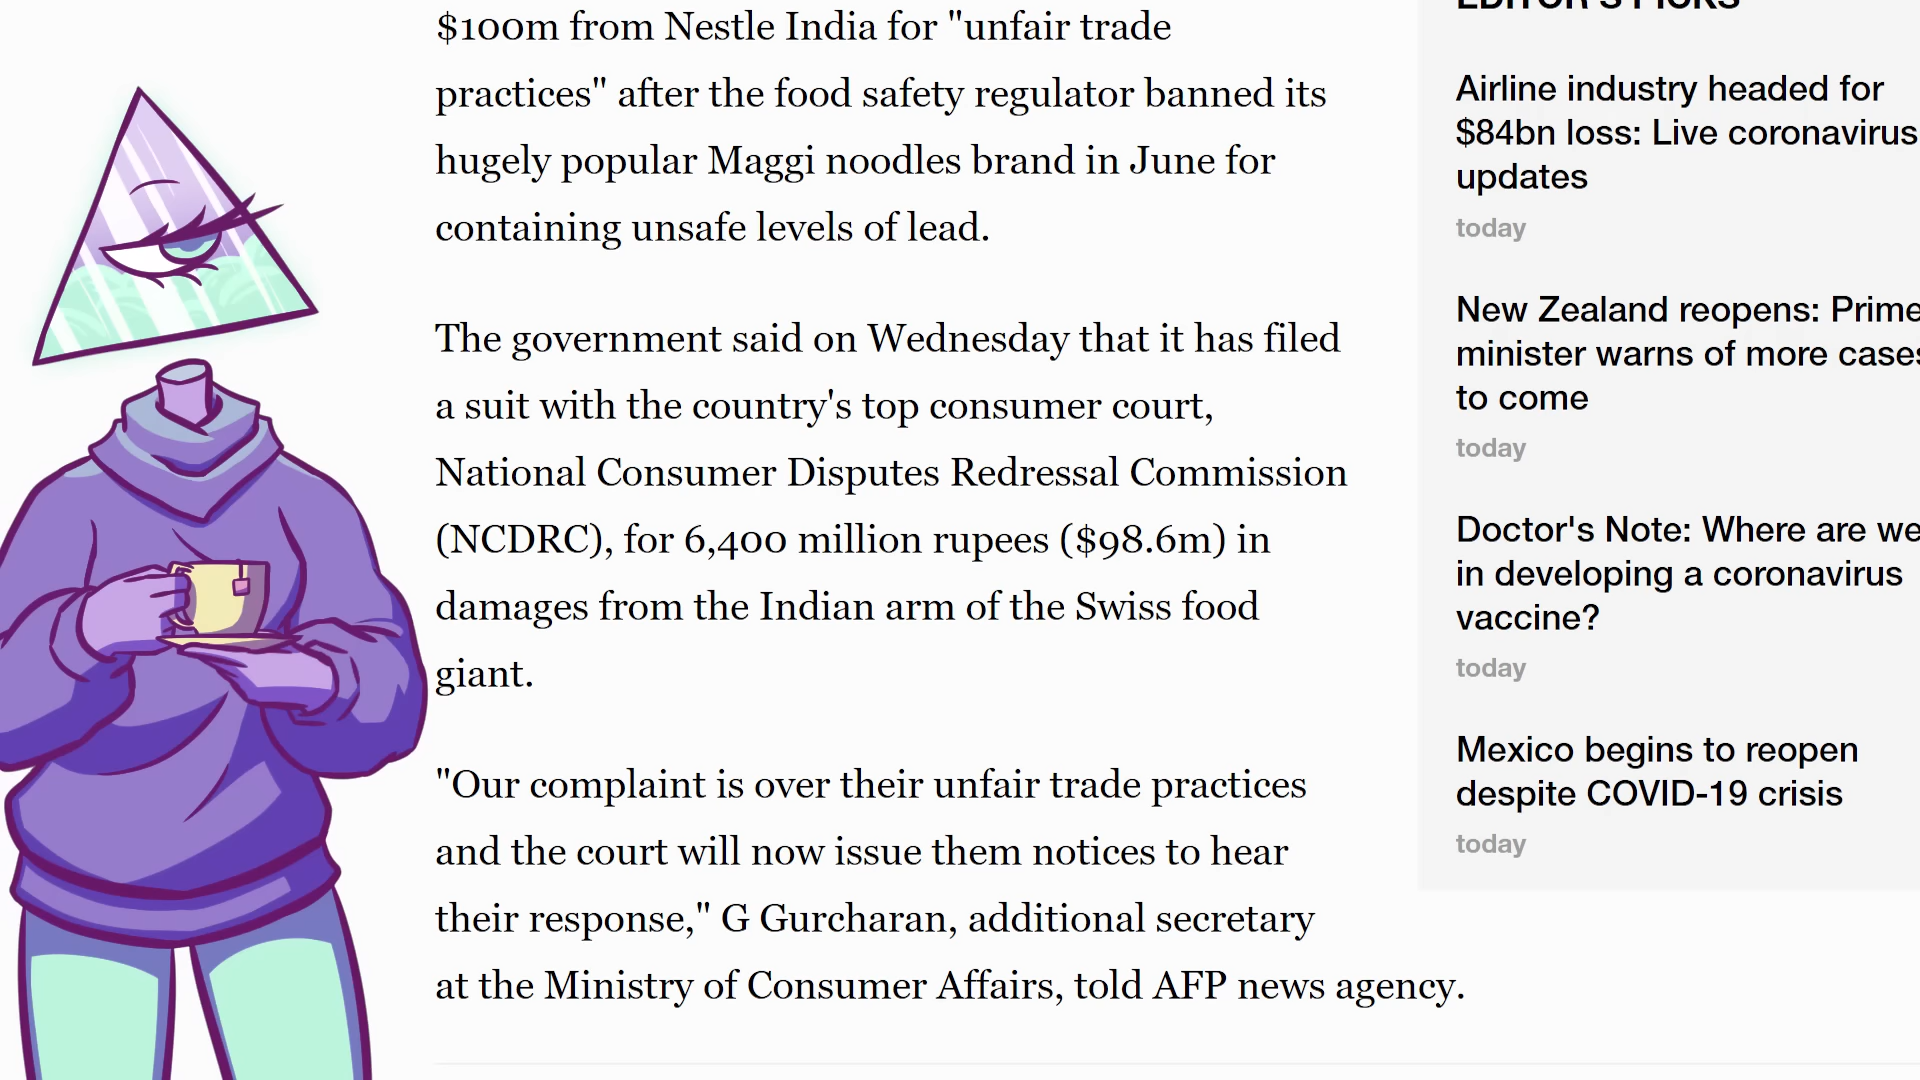 $100m from Nestle India for "unfair trade
practices" after the food safety regulator banned its
hugely popular Maggi noodles brand in June for
containing unsafe levels of lead.
The government said on Wednesday that it has filed
a suit with the country's top consumer court,
National Consumer Disputes Redressal Commission
(NCDRC), for 6,400 million rupees ($98.6m) in
damages from the Indian arm of the Swiss food
giant.
"Our complaint is over their unfair trade practices
and the court will now issue them notices to hear
their response," G Gurcharan, additional secretary
at the Ministry of Consumer Affairs, told AFP news agency.
EDITOR'S PICKS
Airline industry headed for
$84bn loss: Live coronavirus
updates
today
New Zealand reopens: Prime
minister warns of more cases
to come
today
Doctor's Note: Where are we
in developing a coronavirus
vaccine?
today
Mexico begins to reopen
despite COVID-19 crisis
today